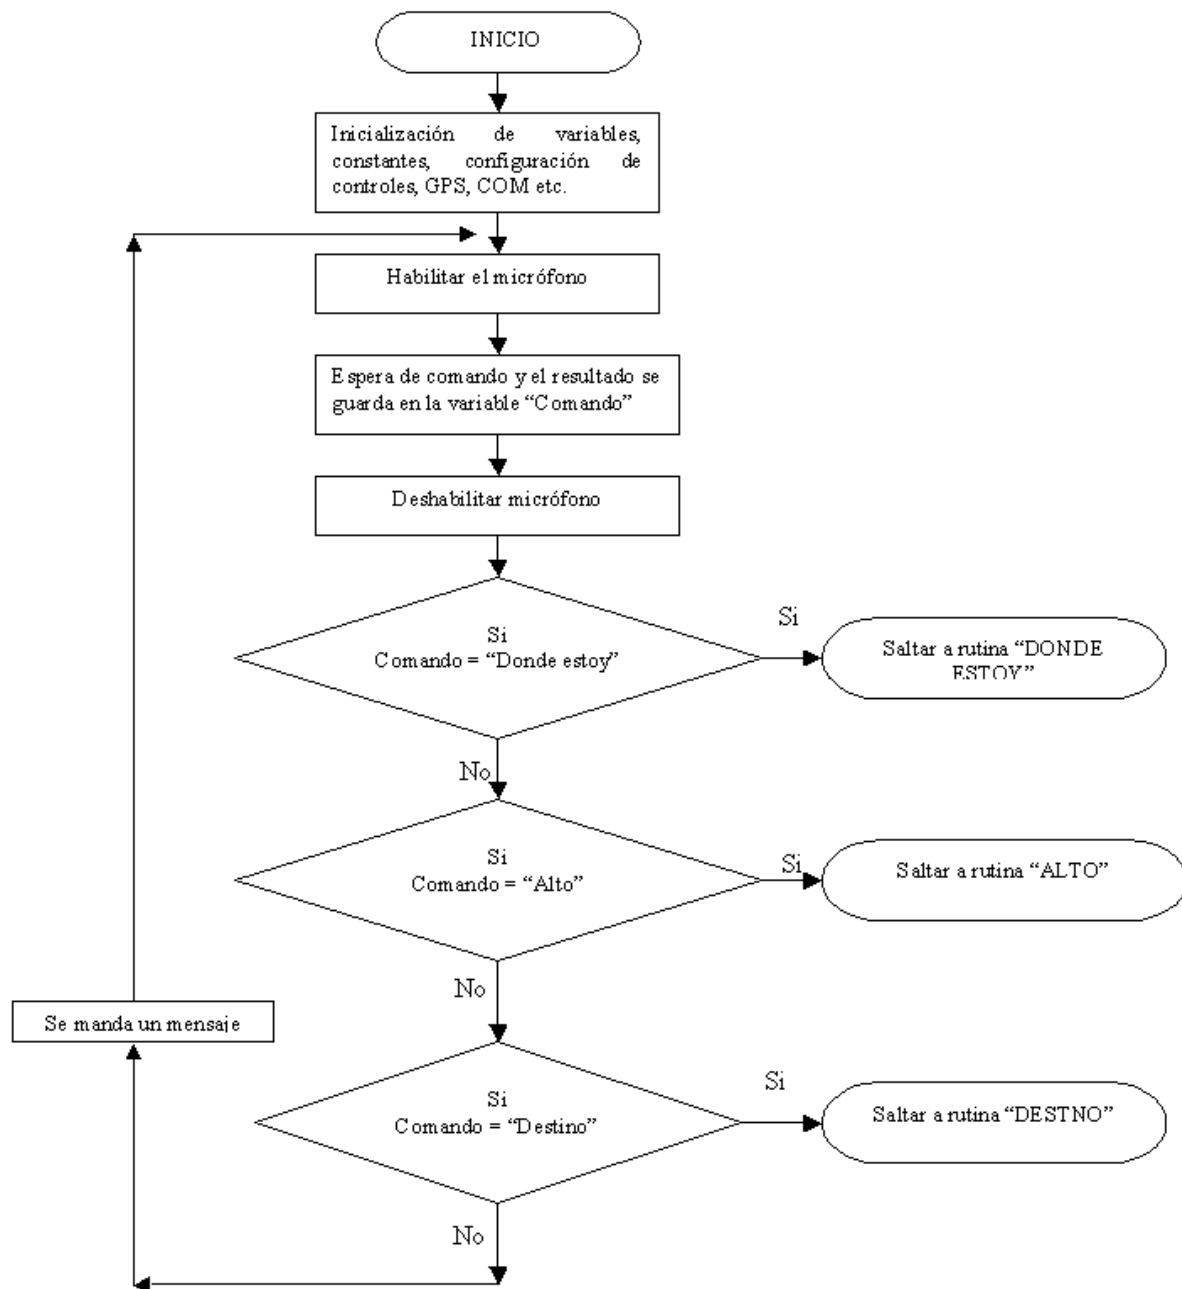 INICIO
Inicialización de variables,
constantes, configuración de
controles, GPS, COM etc.
Habilitar el micrófono
Espera de comando y el resultado se
guarda en la variable “Comando”
Deshabilitar micrófono
Si
Comando = “Donde estoy”
Si
Saltar a rutina “DONDE
ESTOY”
No
Si
Comando = “Alto”
Si
Saltar a rutina “ALTO”
No
Se manda un mensaje
Si
Comando = “Destino”
Si
Saltar a rutina “DESTNO”
No